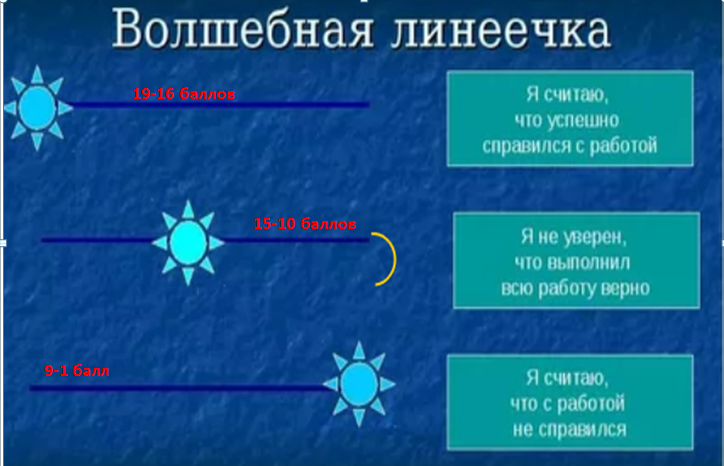 Волшебная линеечка
19-16 баллов
Я считаю,
что успешно
справился с работой
15-10 баллов
Я не уверен,
что выполнил
всю работу верно
9-1 балл
Я считаю,
что с работой
не справился